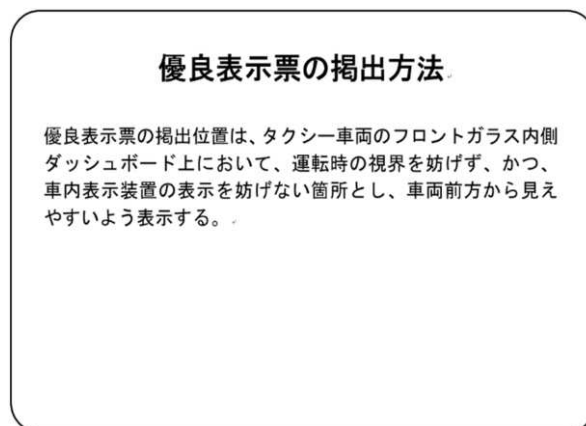 優良表示票の掲出方法
優良表示票の掲出位置は、タクシー車両のフロントガラス内側
ダッシュボード上において、運転時の視界を妨げず、かつ、
車内表示装置の表示を妨げない箇所とし、車両前方から見え
やすいよう表示する。